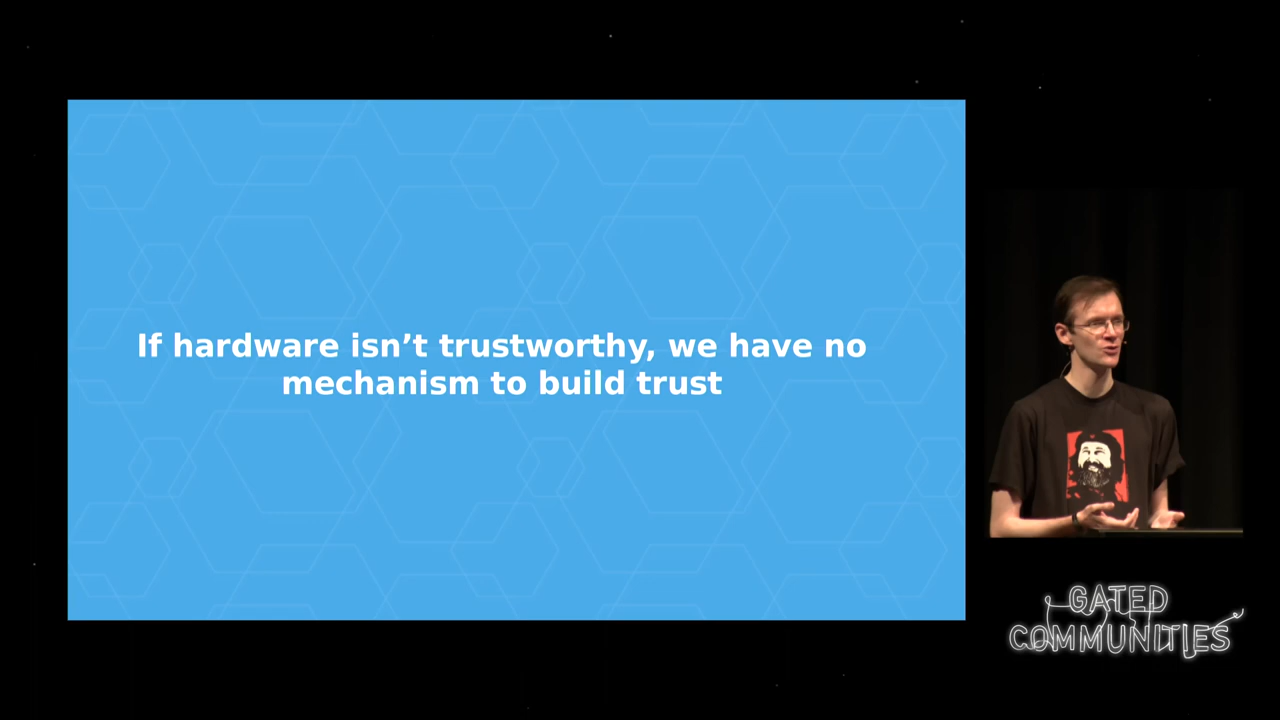 If hardware isn’t trustworthy, we have no
mechanism to build trust
GATED
COMMUNITIES